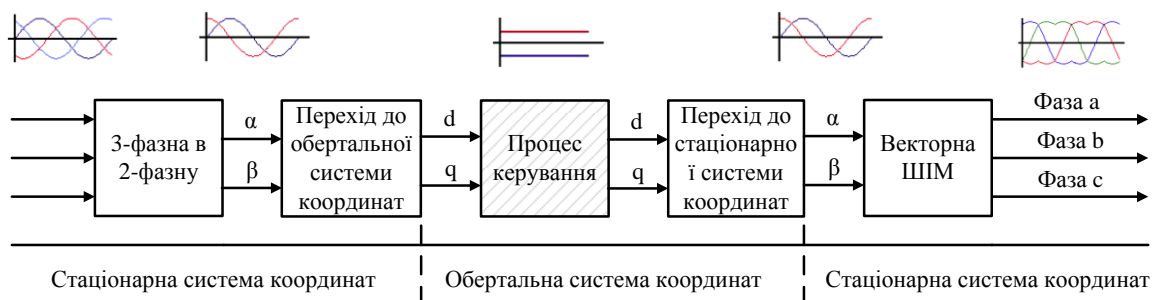 3-фазна в
2-фазну
α
β
Перехід до
обертальної
системи
координат
d
q
Процес
керування
d
q
Перехід до
стаціонарно
ї системи
координат
α
β
Векторна
ШІМ
Фаза a
Фаза b
Фаза c
Стаціонарна система координат
Обертальна система координат
Стаціонарна система координат